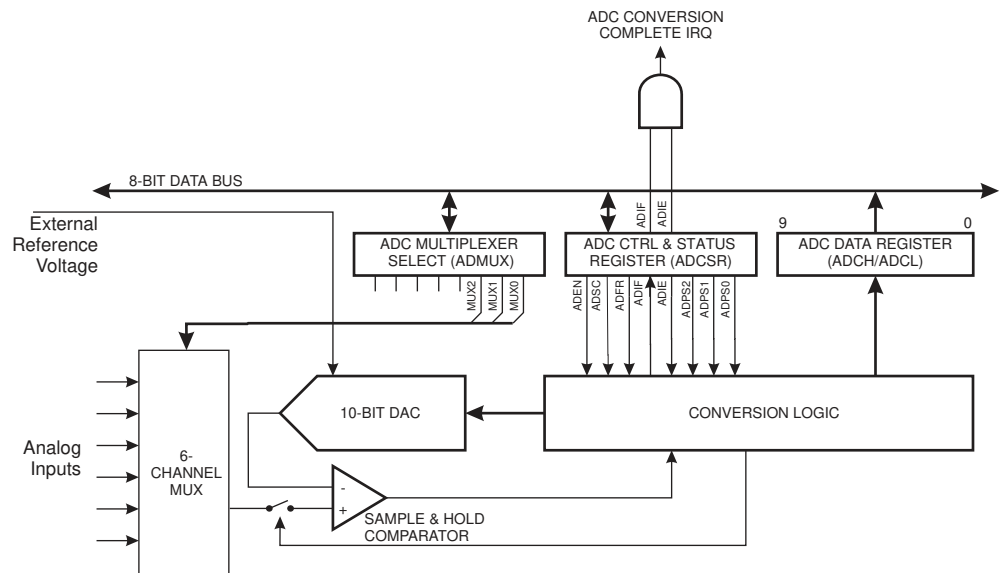 ADC CONVERSION
COMPLETE IRQ
8-BIT DATA BUS
External
Reference
Voltage
ADIF
ADIE
9
0
ADC MULTIPLEXER
SELECT (ADMUX)
ADC CTRL & STATUS
REGISTER (ADCSR)
ADC DATA REGISTER
(ADCH/ADCL)
MUX2
MUX1
MUX0
ADEN
ADSC
ADFR
ADIF
ADIE
ADPS2
ADPS1
ADPS0
10-BIT DAC
CONVERSION LOGIC
Analog
Inputs
6-
CHANNEL
MUX
-
+
SAMPLE & HOLD
COMPARATOR